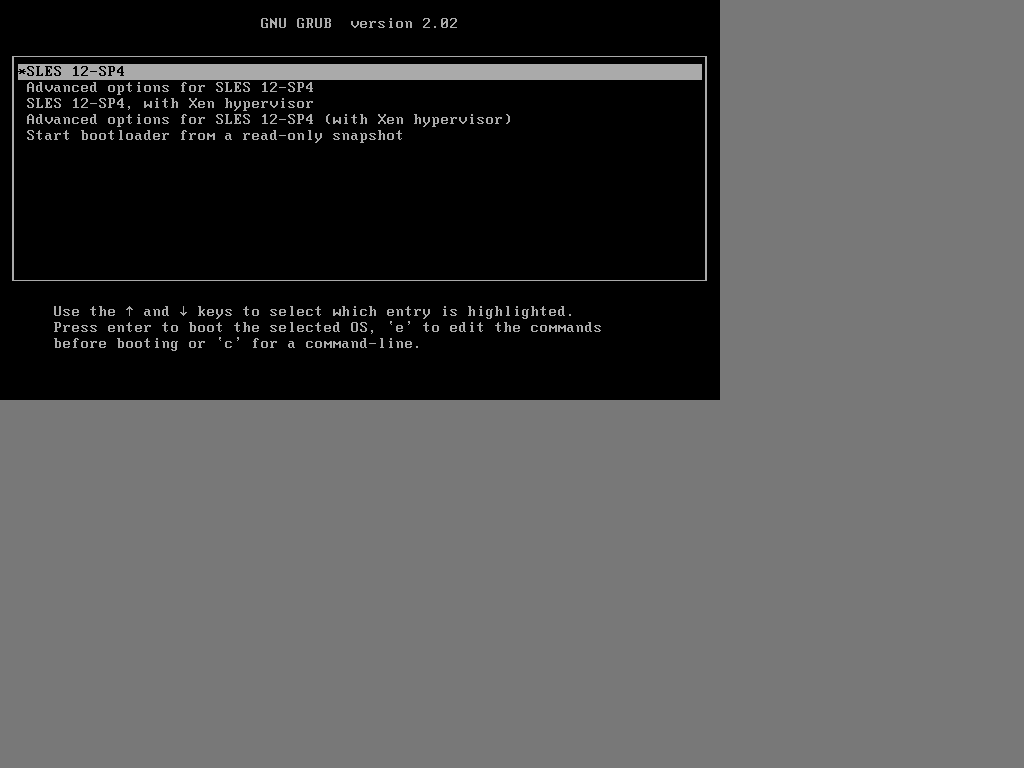 GNU GRUB  version 2.02
*SLES 12-SP4
Advanced options for SLES 12-SP4
SLES 12-SP4, with Xen hypervisor
Advanced options for SLES 12-SP4 (with Xen hypervisor)
Start bootloader from a read-only snapshot
Use the ↑ and ↓ keys to select which entry is highlighted.
Press enter to boot the selected OS, `e' to edit the commands
before booting or `c' for a command-line.